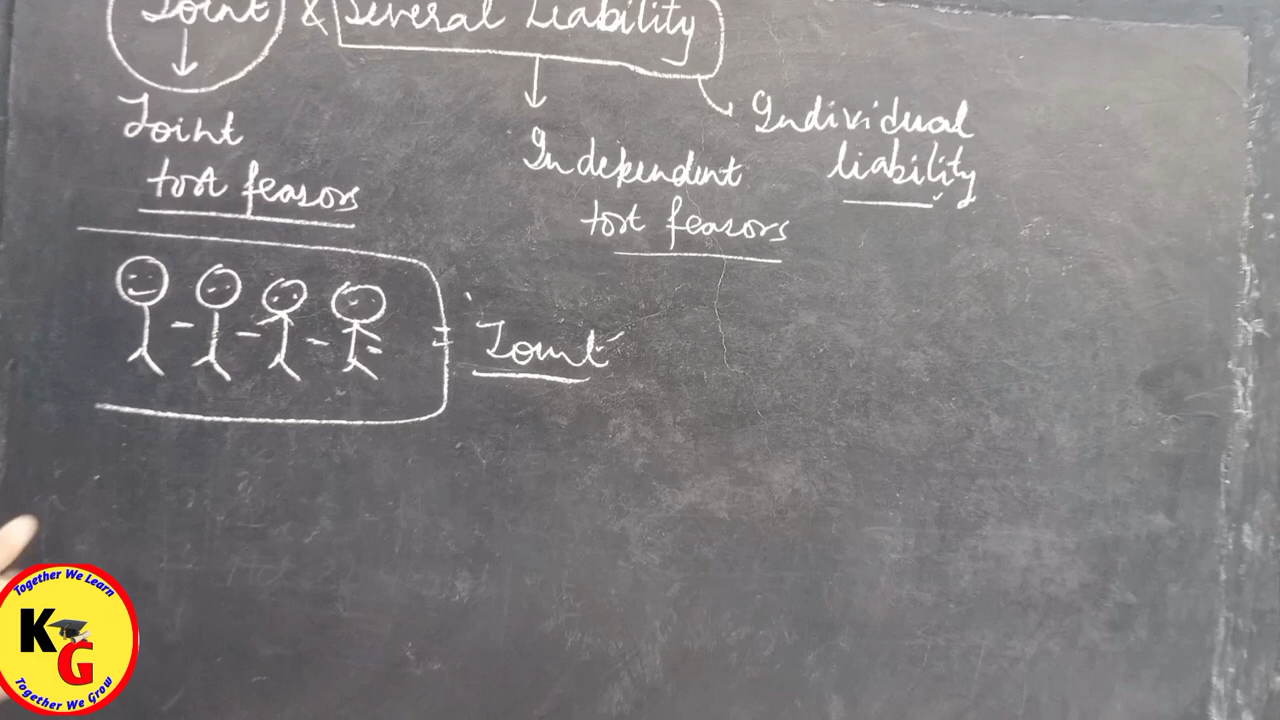 Joint & Several Liability
Joint
tort feasors
Independent
tort feasors
Individual
liability
= Joint
Together We Learn
KG
Together We Grow